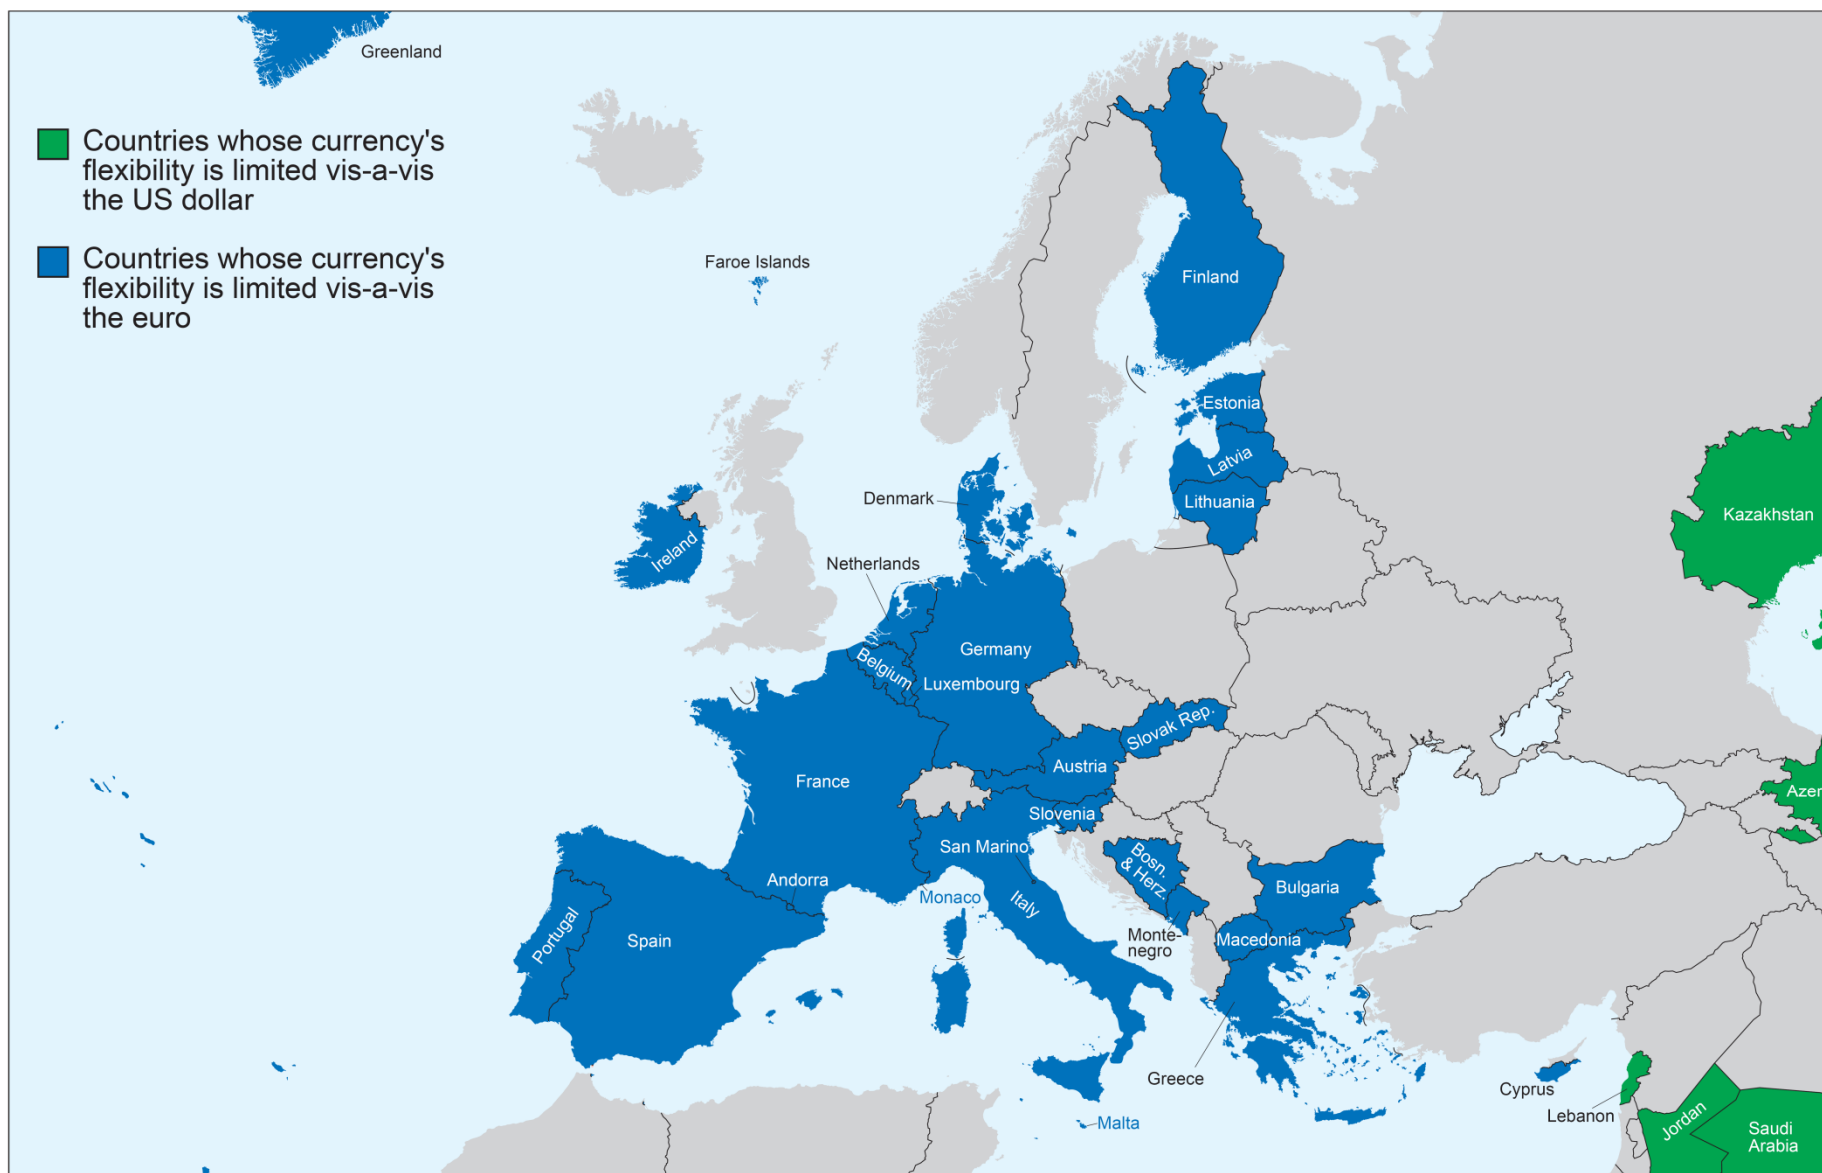 Greenland
Countries whose currency's
flexibility is limited vis-a-vis
the US dollar
Countries whose currency's
flexibility is limited vis-a-vis
the euro
Faroe Islands
Finland
Estonia
Latvia
Lithuania
Denmark
Kazakhstan
Ireland
Netherlands
Germany
Belgium
Luxembourg
Slovak Rep.
Austria
France
Azer
Slovenia
San Marino
Bosn.
& Herz.
Andorra
Monaco
Italy
Bulgaria
Portugal
Spain
Monte-
negro
Macedonia
Greece
Cyprus
Lebanon
Malta
Jordan
Saudi
Arabia